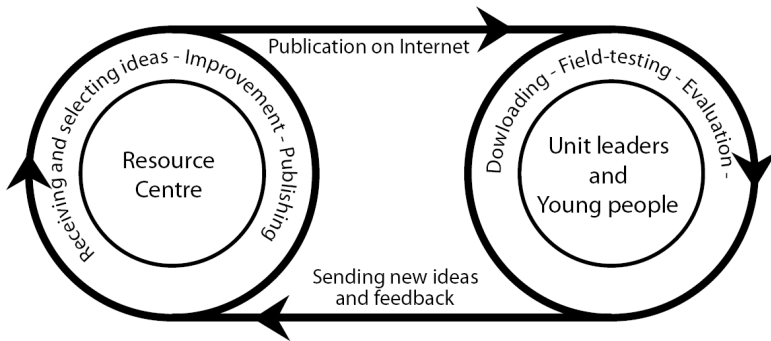 Publication on Internet
Receiving and selecting ideas - Improvement - Publishing
Resource
Centre
Dowloading - Field-testing - Evaluation -
Unit leaders
and
Young people
Sending new ideas
and feedback